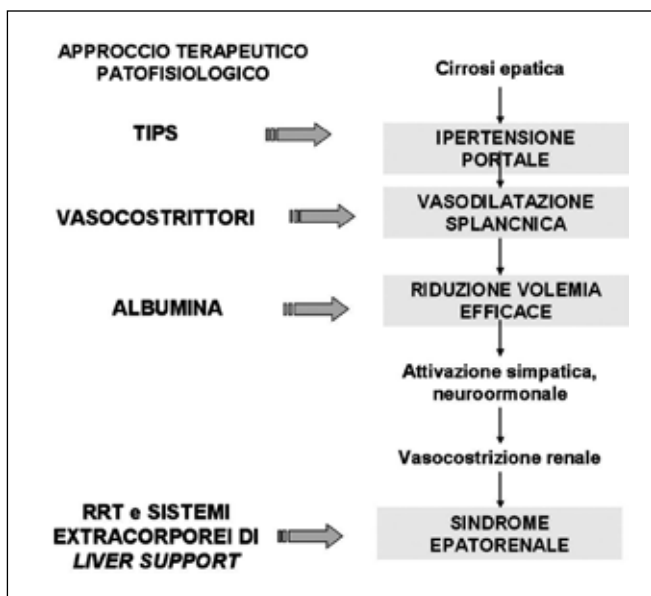 APPROCCIO TERAPEUTICO
PATOFISIOLOGICO
Cirrosi epatica
TIPS
IPERTENSIONE
PORTALE
VASOCOSTRITTORI
VASODILATAZIONE
SPLANCNICA
ALBUMINA
RIDUZIONE VOLEMIA
EFFICACE
Attivazione simpatica,
neuroormonale
Vasocostrizione renale
RRT e SISTEMI
EXTRACORPOREI DI
LIVER SUPPORT
SINDROME
EPATORENALE